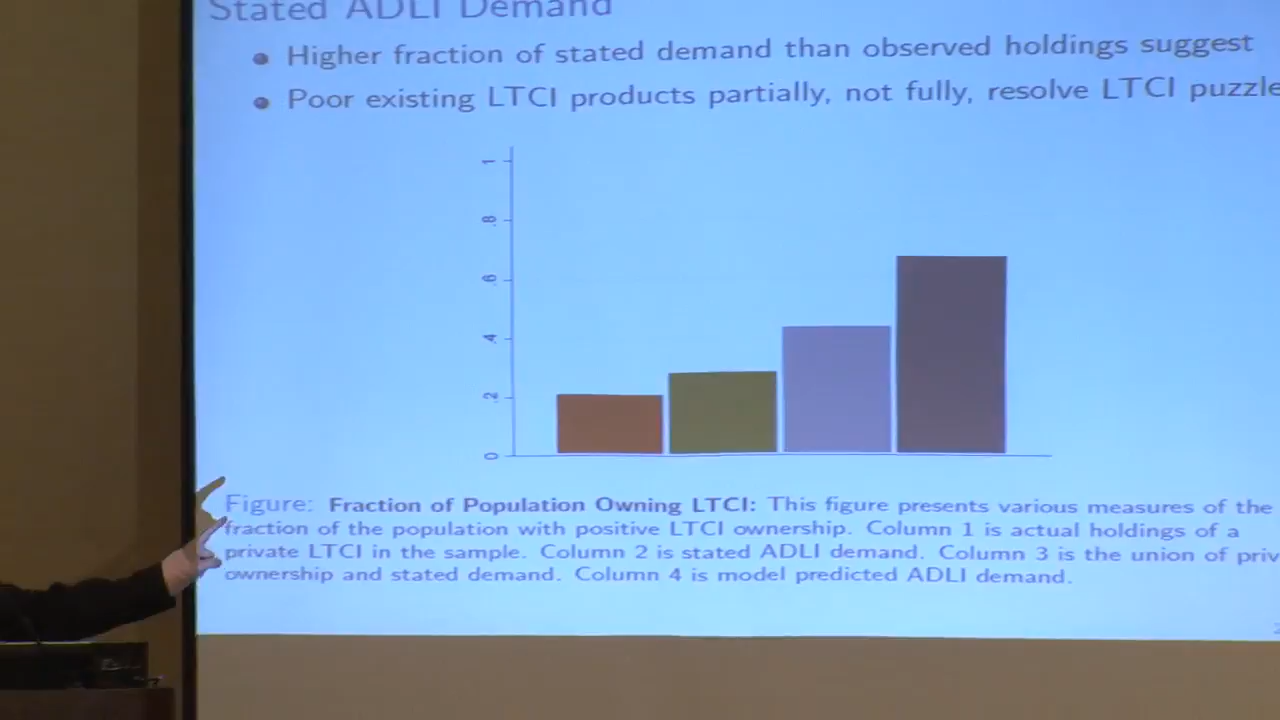 Stated ADLI Demand
Higher fraction of stated demand than observed holdings suggest
Poor existing LTCI products partially, not fully, resolve LTCI puzzle
1
.8
.6
.4
.2
0
Figure: Fraction of Population Owning LTCI: This figure presents various measures of the
fraction of the population with positive LTCI ownership. Column 1 is actual holdings of a
private LTCI in the sample. Column 2 is stated ADLI demand. Column 3 is the union of priv
ownership and stated demand. Column 4 is model predicted ADLI demand.